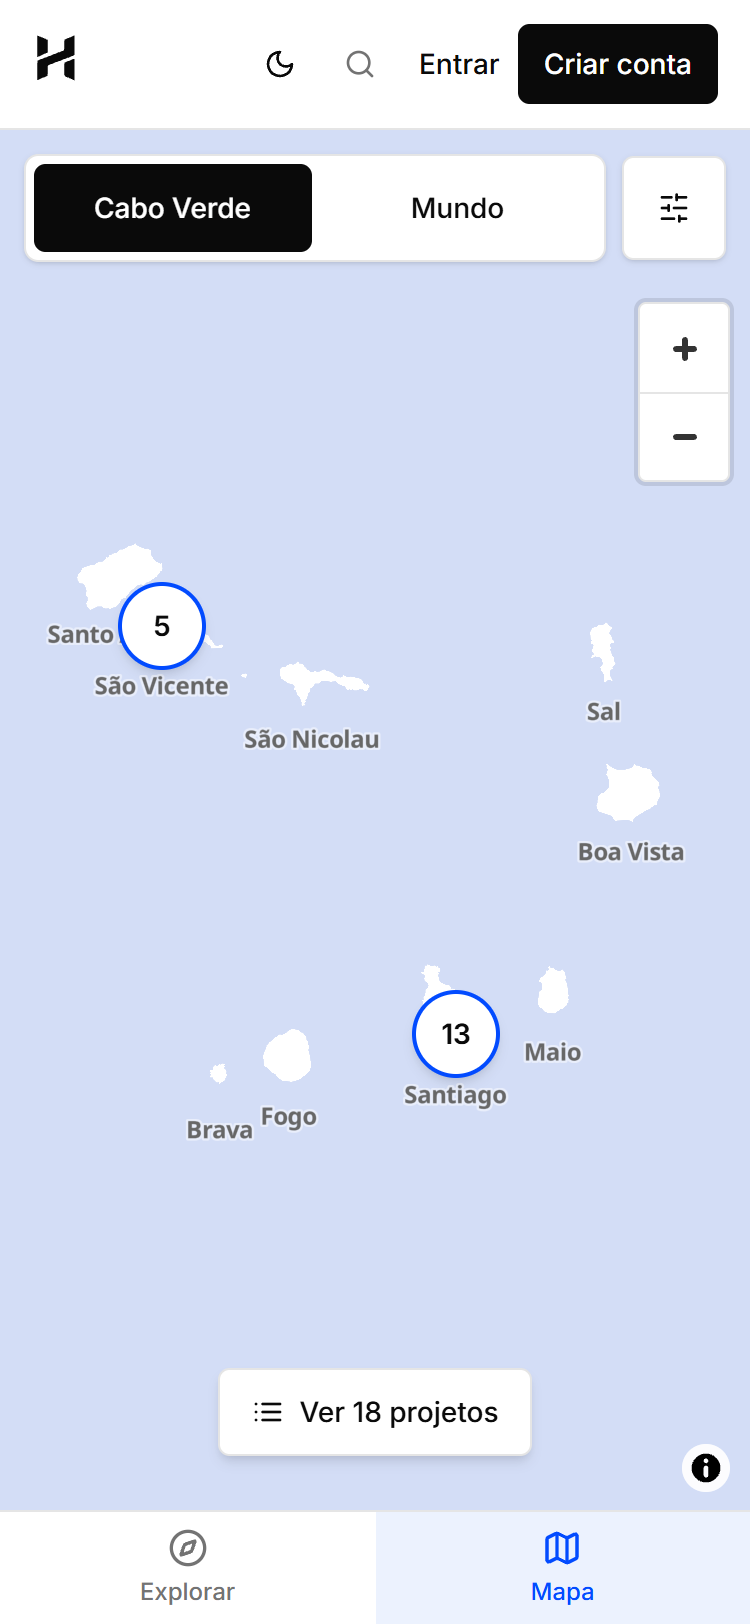 Entrar
Criar conta
Cabo Verde
Mundo
5
Santo
São Vicente
São Nicolau
Sal
Boa Vista
13
Santiago
Maio
Fogo
Brava
Ver 18 projetos
Explorar
Mapa